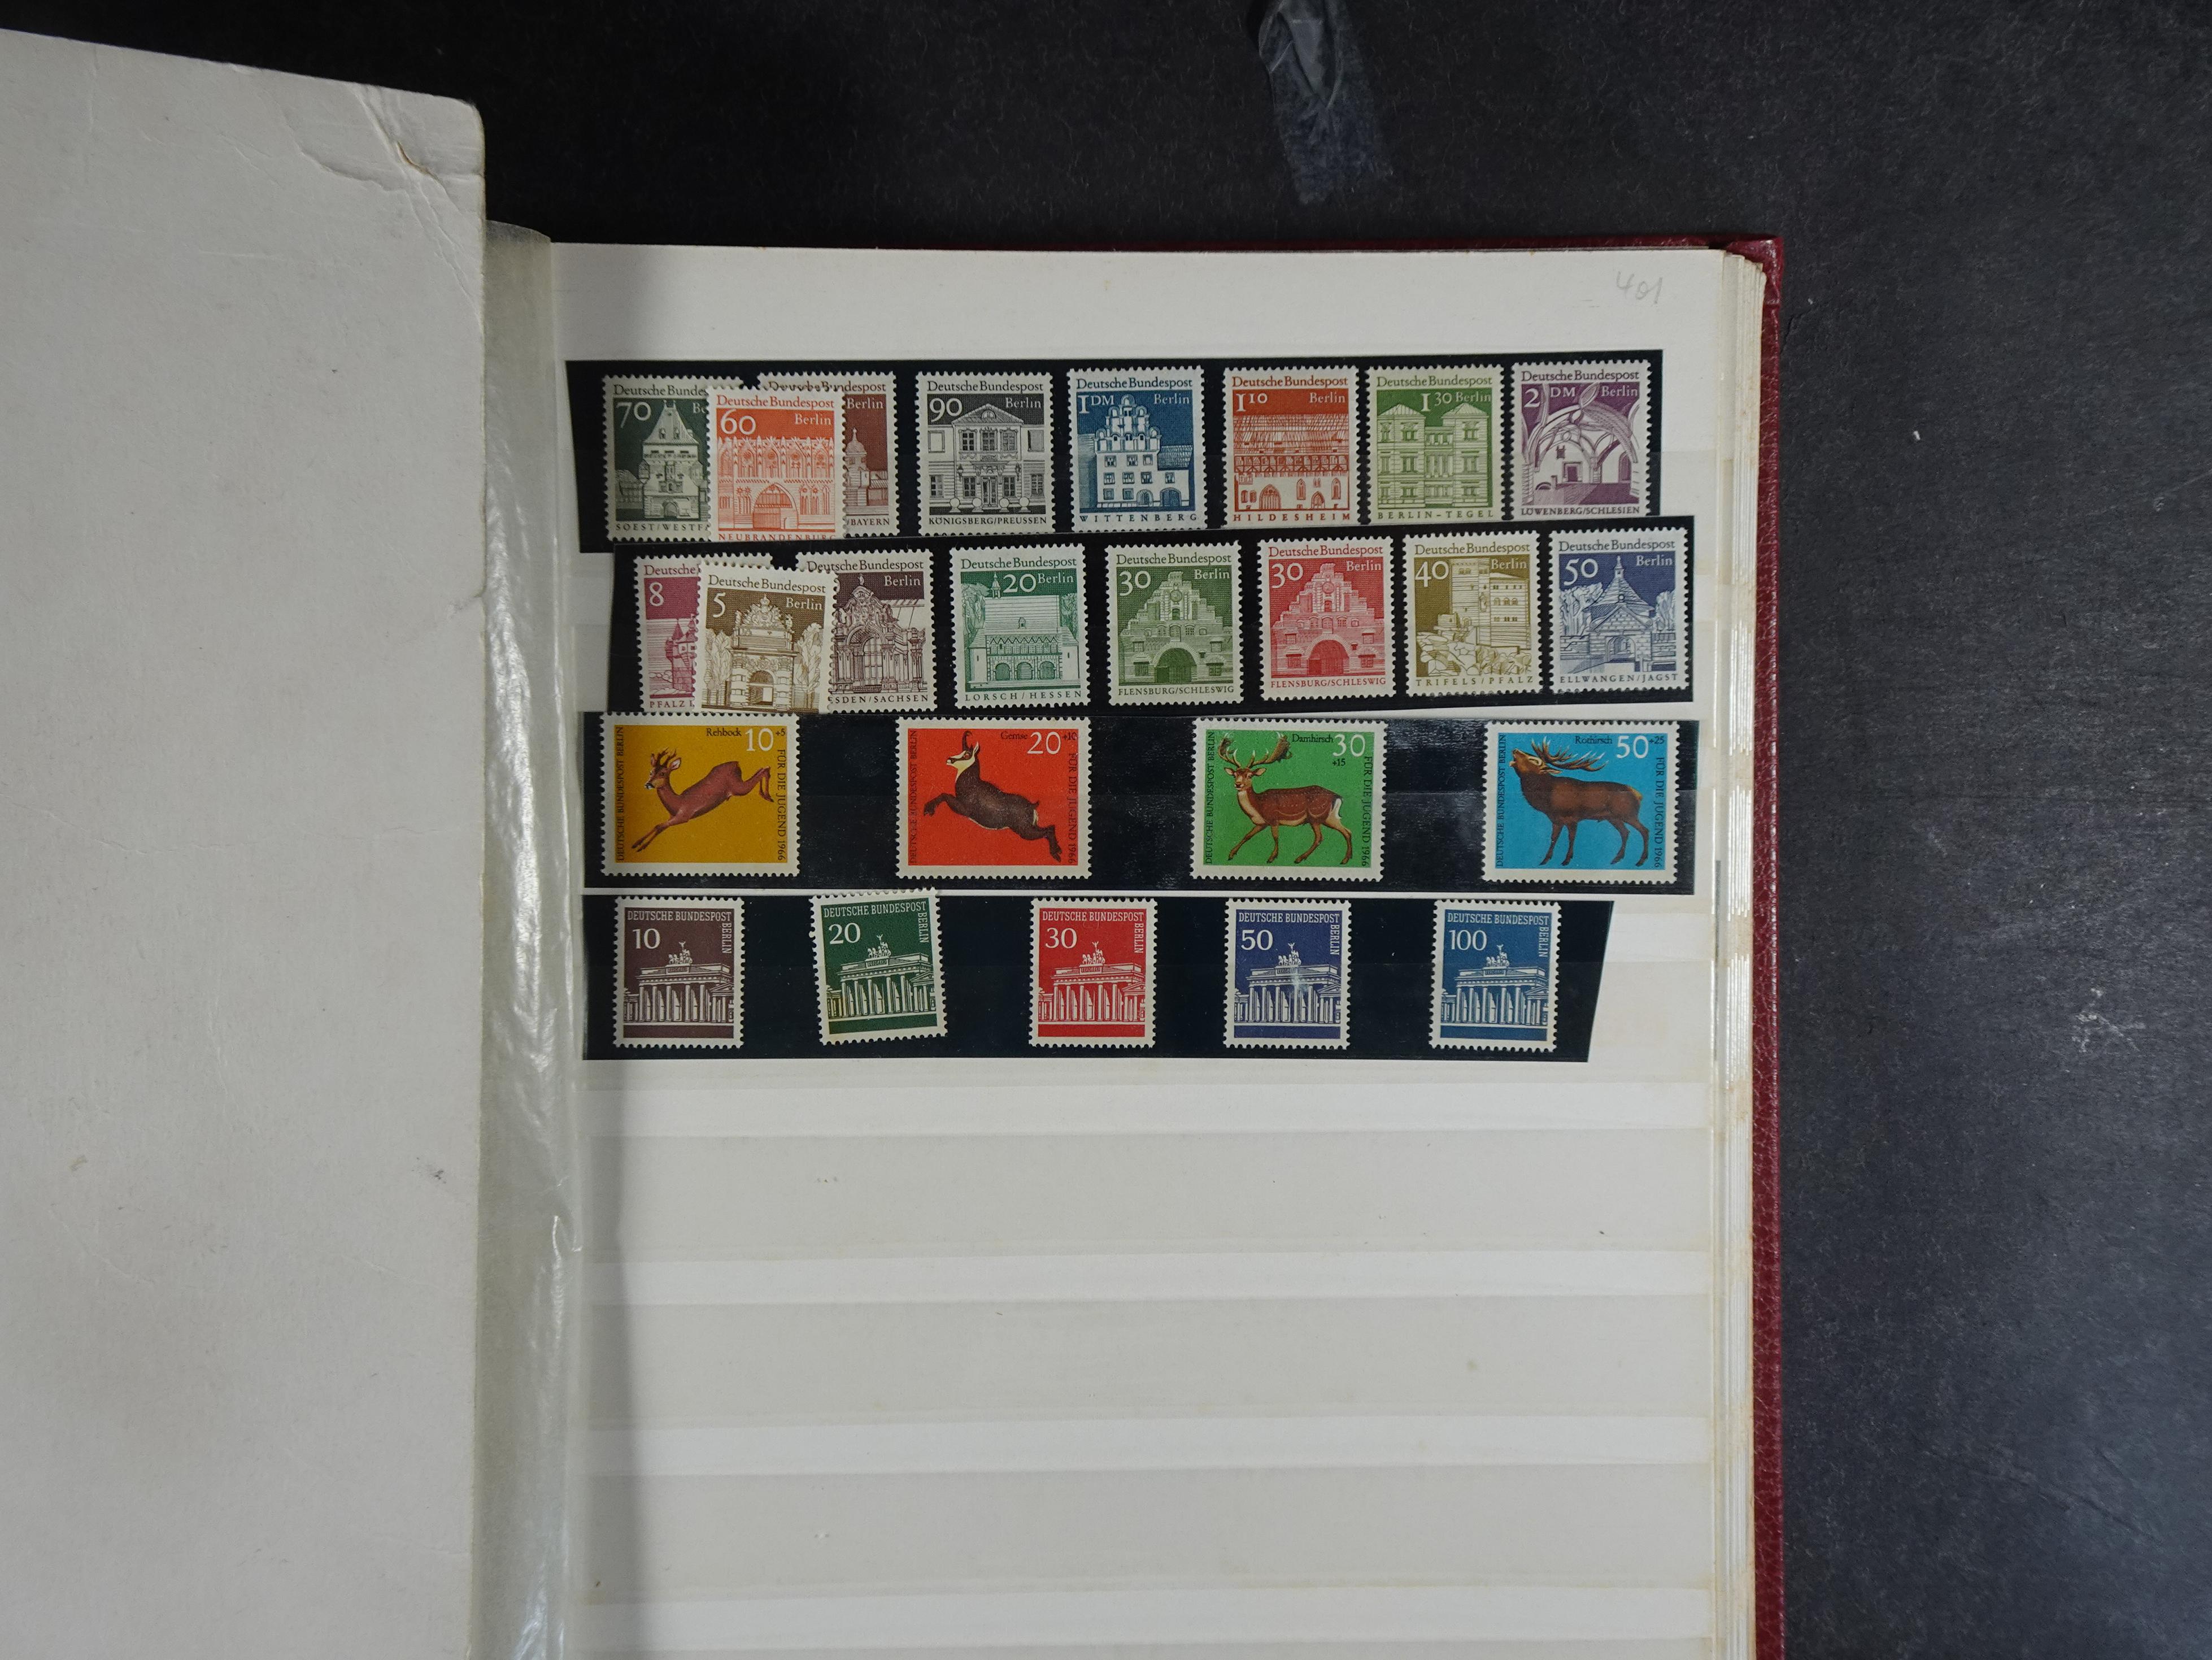 401
Deutsche Bunde
70
SOEST/WESTF
Deutsche Bundespost
60 Berlin
NEUBRANDENBURG
Deutsche Bundespost
Berlin
/BAYERN
Deutsche Bundespost
90 Berlin
KÖNIGSBERG/PREUSSEN
Deutsche Bundespost
1 DM Berlin
WITTENBERG
Deutsche Bundespost
1 10 Berlin
HILDESHEIM
Deutsche Bundespost
1 30 Berlin
BERLIN-TEGEL
Deutsche Bundespost
2 DM Berlin
LÖWENBERG/SCHLESIEN
Deutsche
8
PFALZ
Deutsche Bundespost
5 Berlin
Deutsche Bundespost
Berlin
SDEN/SACHSEN
Deutsche Bundespost
20 Berlin
LORSCH/HESSEN
Deutsche Bundespost
30 Berlin
FLENSBURG/SCHLESWIG
Deutsche Bundespost
30 Berlin
FLENSBURG/SCHLESWIG
Deutsche Bundespost
40 Berlin
TRIFELS/PFALZ
Deutsche Bundespost
50 Berlin
ELLWANGEN/JAGST
DEUTSCHE BUNDESPOST BERLIN
Rehbock 10+5
FÜR DIE JUGEND 1966
DEUTSCHE BUNDESPOST BERLIN
Gemse 20+10
FÜR DIE JUGEND 1966
DEUTSCHE BUNDESPOST BERLIN
Damhirsch 30
+15
FÜR DIE JUGEND 1966
DEUTSCHE BUNDESPOST BERLIN
Rothirsch 50+25
FÜR DIE JUGEND 1966
DEUTSCHE BUNDESPOST
BERLIN
10
DEUTSCHE BUNDESPOST
BERLIN
20
DEUTSCHE BUNDESPOST
BERLIN
30
DEUTSCHE BUNDESPOST
BERLIN
50
DEUTSCHE BUNDESPOST
BERLIN
100